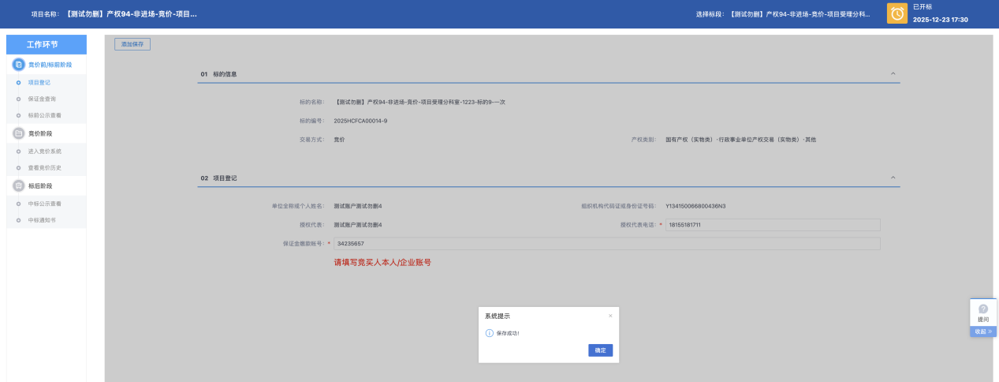 项目名称： 【测试勿删】产权94-非进场-竞价-项目...
选择标段： 【测试勿删】产权94-非进场-竞价-项目受理分科...
已开标
2025-12-23 17:30
工作环节
竞价前/标前阶段
项目登记
保证金查询
标前公示查看
竞价阶段
进入竞价系统
查看竞价历史
标后阶段
中标公示查看
中标通知书
添加保存
01 标的信息
标的名称： 【测试勿删】产权94-非进场-竞价-项目受理分科室-1223-标的9-一次
标的编号： 2025HCFCA00014-9
交易方式： 竞价
产权类别： 国有产权（实物类）·行政事业单位产权交易（实物类）·其他
02 项目登记
单位全称或个人姓名： 测试账户测试勿删4
组织机构代码证或身份证号码： Y134150066800436N3
授权代表： 测试账户测试勿删4
授权代表电话： * 18155181711
保证金缴款账号： * 34235657
请填写竞买人本人/企业账号
系统提示
×
保存成功!
确定
提问
收起 »